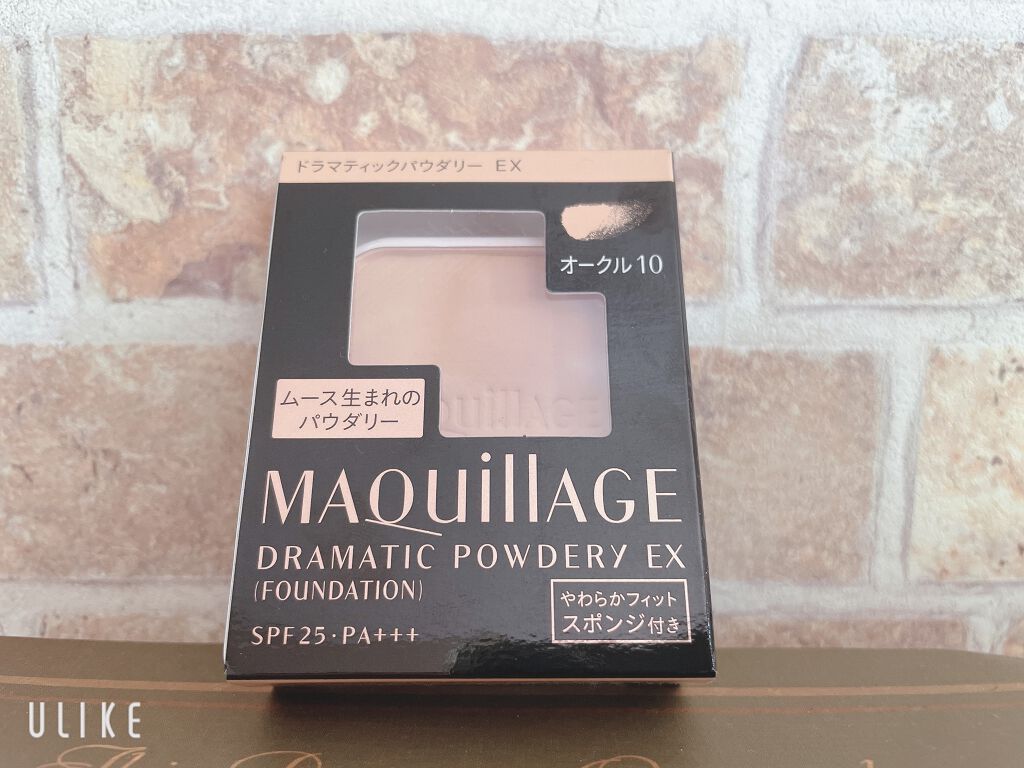 ドラマティックパウダリー EX
オークル10
QUillAGE
ムース生まれの
パウダリー
MAQUillAGE
DRAMATIC POWDERY EX
(FOUNDATION)
やわらかフィット
スポンジ付き
SPF25・PA+++
ULIKE